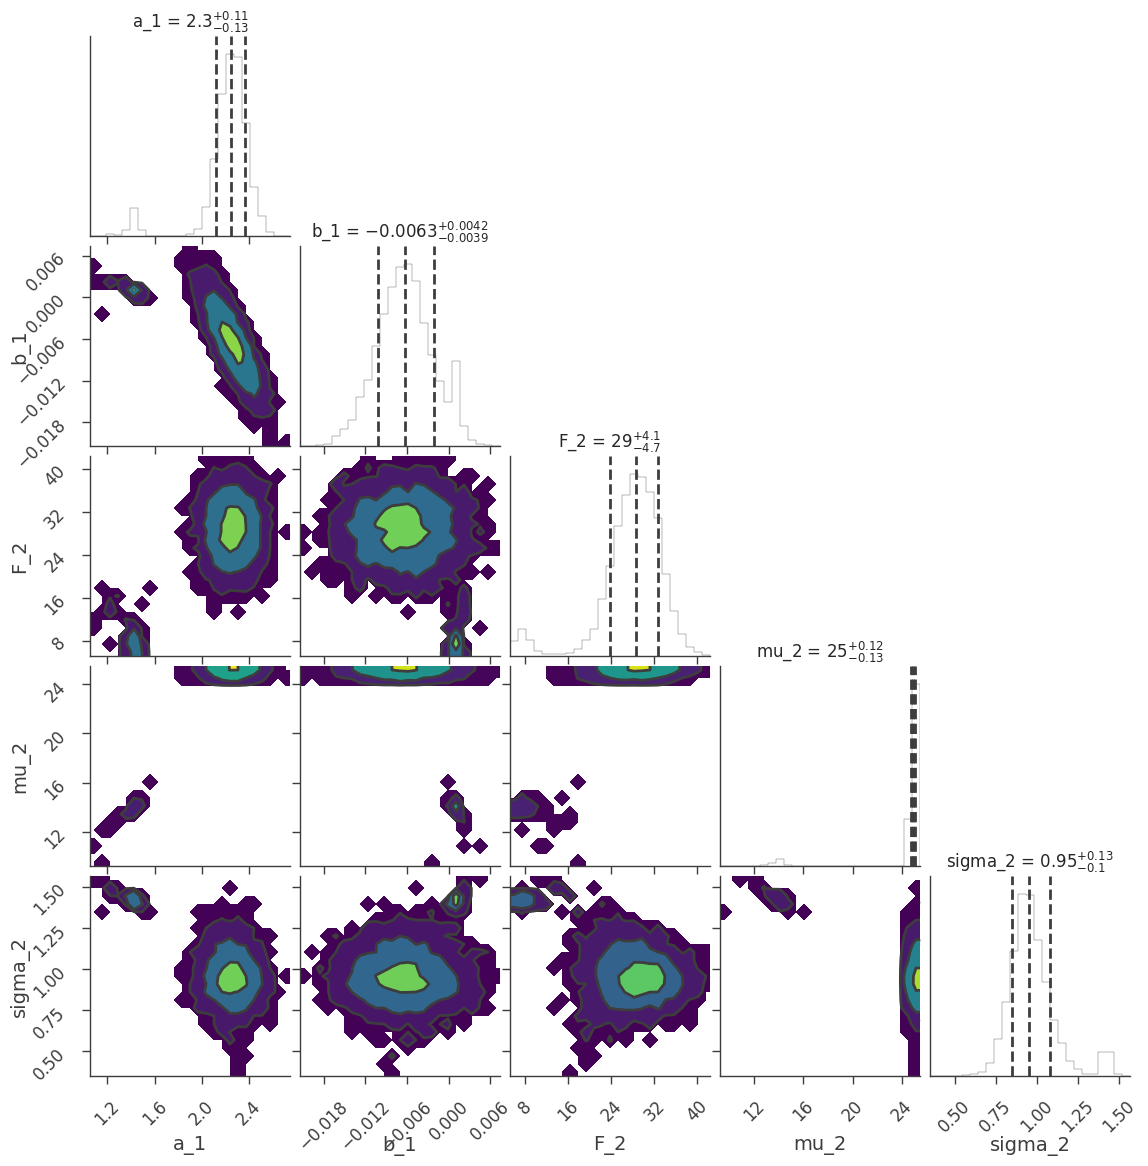 a_1 = 2.3+0.11−0.13
b_1 = −0.0063+0.0042−0.0039
0.006
0.000
−0.006
−0.012
−0.018
b_1
F_2 = 29+4.1−4.7
40
32
24
16
8
F_2
mu_2 = 25+0.12−0.13
24
20
16
12
mu_2
sigma_2 = 0.95+0.13−0.1
1.50
1.25
1.00
0.75
0.50
sigma_2
1.2 1.6 2.0 2.4
−0.018 −0.012 −0.006 0.000 0.006
8 16 24 32 40
12 16 20 24
0.50 0.75 1.00 1.25 1.50
a_1 b_1 F_2 mu_2 sigma_2